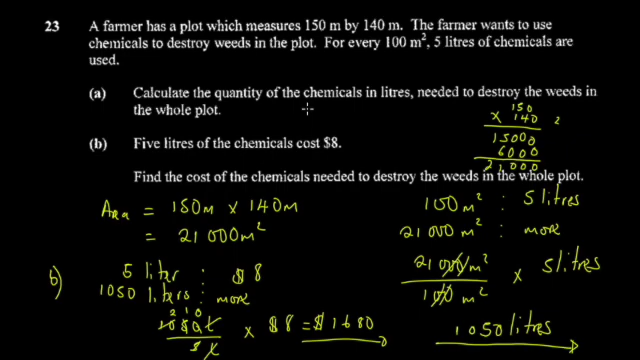 23 A farmer has a plot which measures 150 m by 140 m. The farmer wants to use
chemicals to destroy weeds in the plot. For every 100 m², 5 litres of chemicals are
used.
(a) Calculate the quantity of the chemicals in litres, needed to destroy the weeds in
the whole plot.
(b) Five litres of the chemicals cost $8.
Find the cost of the chemicals needed to destroy the weeds in the whole plot.
150
x 140 2
15000
6000
21000
Area = 150m x 140m
= 21 000m²
100m² : 5 litres
21 000 m² : more
21 000 m² x 5 litres
100 m²
1050 litres
b) 5 liter : $8
1050 liters : more
210
1050 l x $8 = $1680
5 l